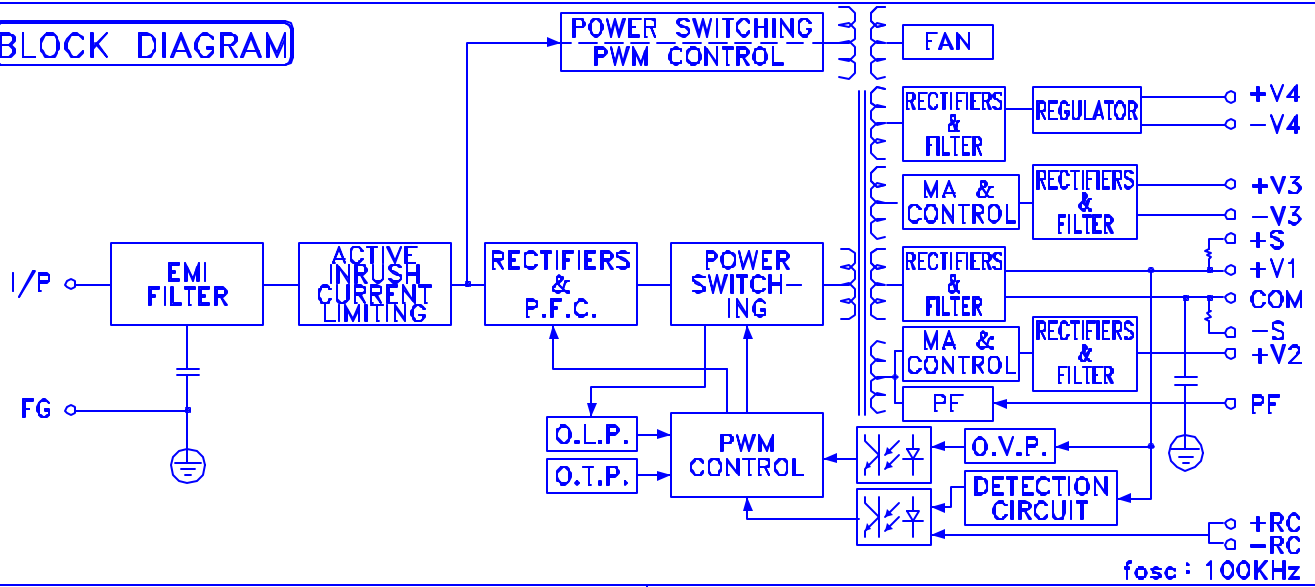 BLOCK DIAGRAM
POWER SWITCHING
PWM CONTROL
FAN
RECTIFIERS
&
FILTER
REGULATOR
+V4
-V4
MA &
CONTROL
RECTIFIERS
&
FILTER
+V3
-V3
+S
I/P
EMI
FILTER
ACTIVE
INRUSH
CURRENT
LIMITING
RECTIFIERS
&
P.F.C.
POWER
SWITCH-
ING
RECTIFIERS
&
FILTER
+V1
COM
-S
MA &
CONTROL
RECTIFIERS
&
FILTER
+V2
FG
PF
PF
O.L.P.
O.T.P.
PWM
CONTROL
O.V.P.
DETECTION
CIRCUIT
+RC
-RC
fosc : 100KHz